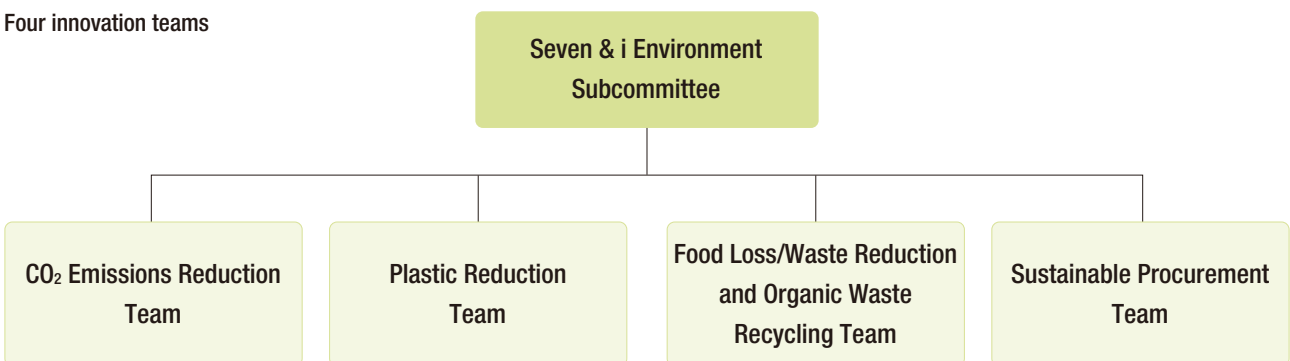 Four innovation teams
Seven & i Environment
Subcommittee
CO₂ Emissions Reduction
Team
Plastic Reduction
Team
Food Loss/Waste Reduction
and Organic Waste
Recycling Team
Sustainable Procurement
Team